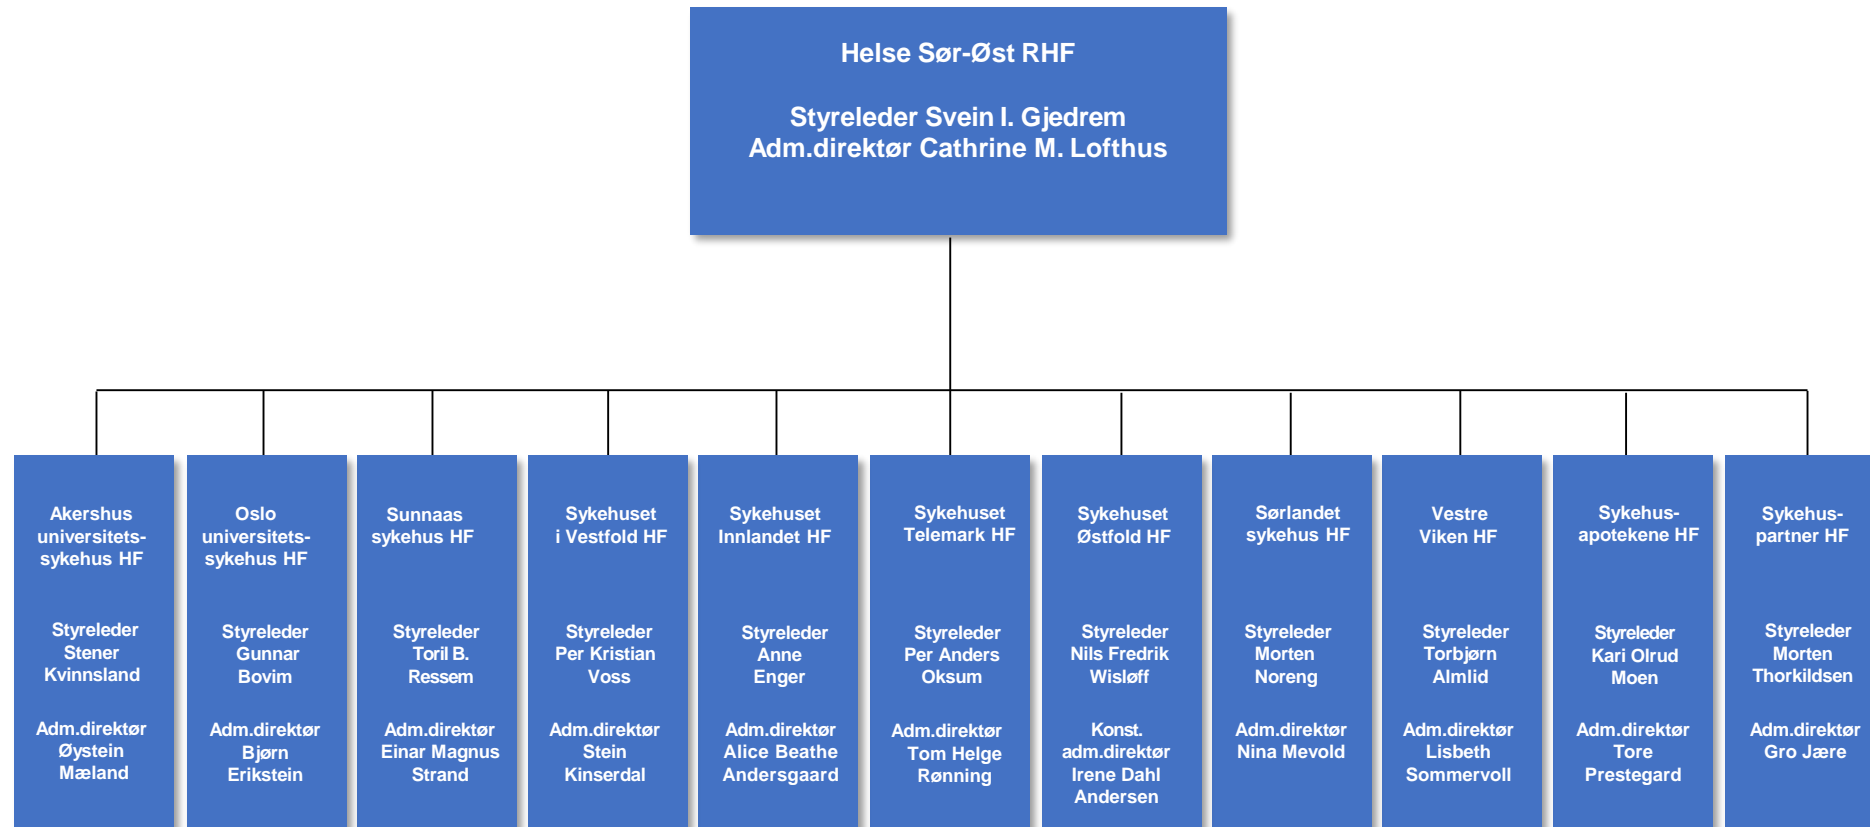 Helse Sør-Øst RHF
Styreleder Svein I. Gjedrem
Adm.direktør Cathrine M. Lofthus
Akershus
universitets-
sykehus HF
Styreleder
Stener
Kvinnsland
Adm.direktør
Øystein
Mæland
Oslo
universitets-
sykehus HF
Styreleder
Gunnar
Bovim
Adm.direktør
Bjørn
Erikstein
Sunnaas
sykehus HF
Styreleder
Toril B.
Ressem
Adm.direktør
Einar Magnus
Strand
Sykehuset
i Vestfold HF
Styreleder
Per Kristian
Voss
Adm.direktør
Stein
Kinserdal
Sykehuset
Innlandet HF
Styreleder
Anne
Enger
Adm.direktør
Alice Beathe
Andersgaard
Sykehuset
Telemark HF
Styreleder
Per Anders
Oksum
Adm.direktør
Tom Helge
Rønning
Sykehuset
Østfold HF
Styreleder
Nils Fredrik
Wisløff
Konst.
adm.direktør
Irene Dahl
Andersen
Sørlandet
sykehus HF
Styreleder
Morten
Noreng
Adm.direktør
Nina Mevold
Vestre
Viken HF
Styreleder
Torbjørn
Almlid
Adm.direktør
Lisbeth
Sommervoll
Sykehus-
apotekene HF
Styreleder
Kari Olrud
Moen
Adm.direktør
Tore
Prestegard
Sykehus-
partner HF
Styreleder
Morten
Thorkildsen
Adm.direktør
Gro Jære